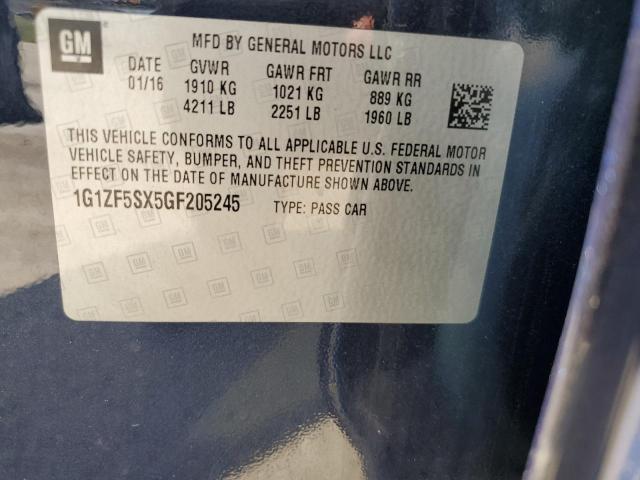 GM
MFD BY GENERAL MOTORS LLC
DATE GVWR GAWR FRT GAWR RR
01/16 1910 KG 1021 KG 889 KG
4211 LB 2251 LB 1960 LB
THIS VEHICLE CONFORMS TO ALL APPLICABLE U.S. FEDERAL MOTOR
VEHICLE SAFETY, BUMPER, AND THEFT PREVENTION STANDARDS IN
EFFECT ON THE DATE OF MANUFACTURE SHOWN ABOVE.
1G1ZF5SX5GF205245 TYPE: PASS CAR